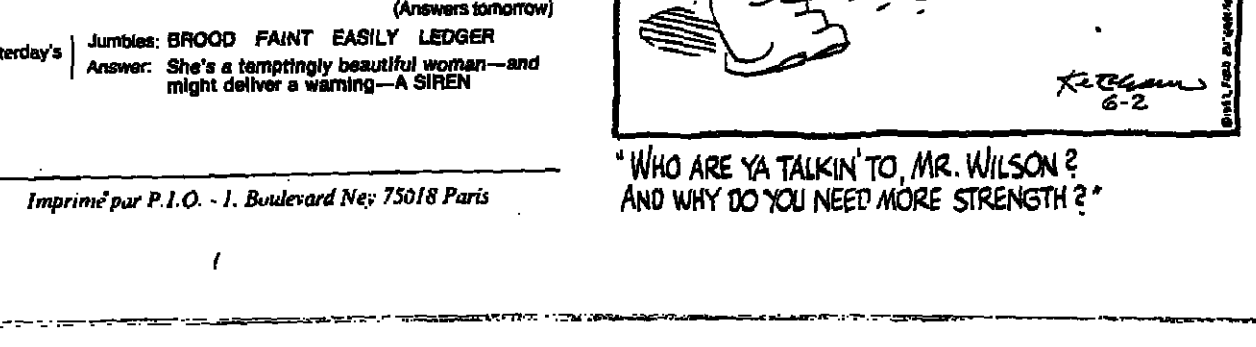 (Answers tomorrow)
terday's
Jumbles: BROOD FAINT EASILY LEDGER
Answer: She's a temptingly beautiful woman—and
might deliver a warning—A SIREN
Imprimé par P.I.O. - 1. Boulevard Ney 75018 Paris
Ketcham
6-2
"WHO ARE YA TALKIN' TO, MR. WILSON?
AND WHY DO YOU NEED MORE STRENGTH?"